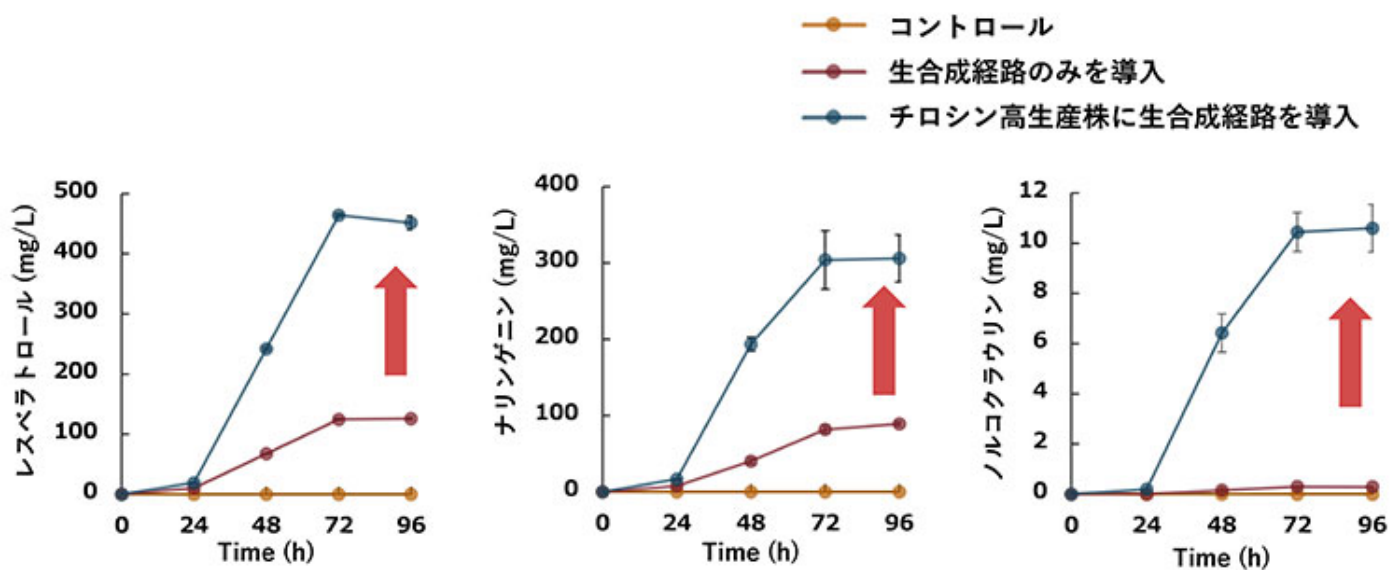 コントロール
生合成経路のみを導入
チロシン高生産株に生合成経路を導入
レスベラトロール (mg/L)
500
400
300
200
100
0
0 24 48 72 96
Time (h)
ナリンゲニン (mg/L)
400
300
200
100
0
0 24 48 72 96
Time (h)
ノルコクラウリン (mg/L)
12
10
8
6
4
2
0
0 24 48 72 96
Time (h)